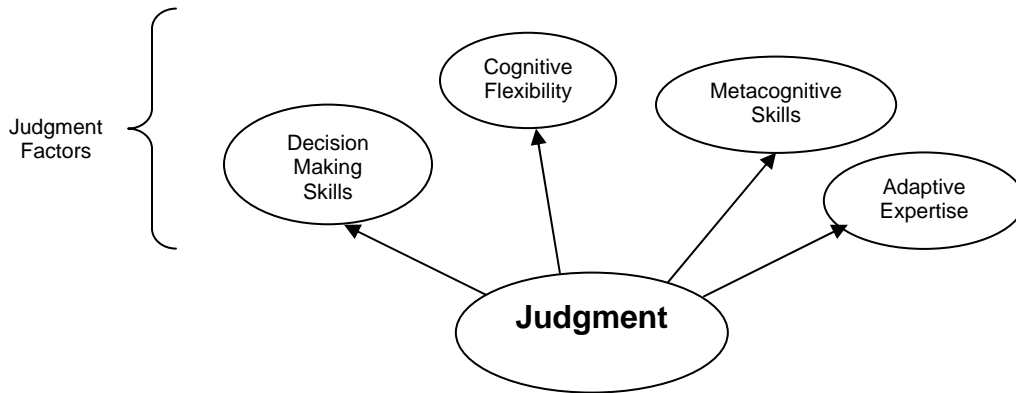 Judgment
Factors
Decision
Making
Skills
Cognitive
Flexibility
Metacognitive
Skills
Adaptive
Expertise
Judgment